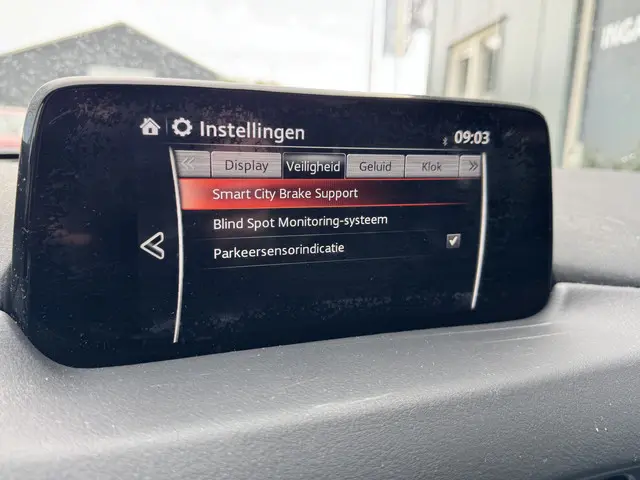 Instellingen
09:03
Display Veiligheid Geluid Klok
Smart City Brake Support
Blind Spot Monitoring-systeem
Parkeersensorindicatie